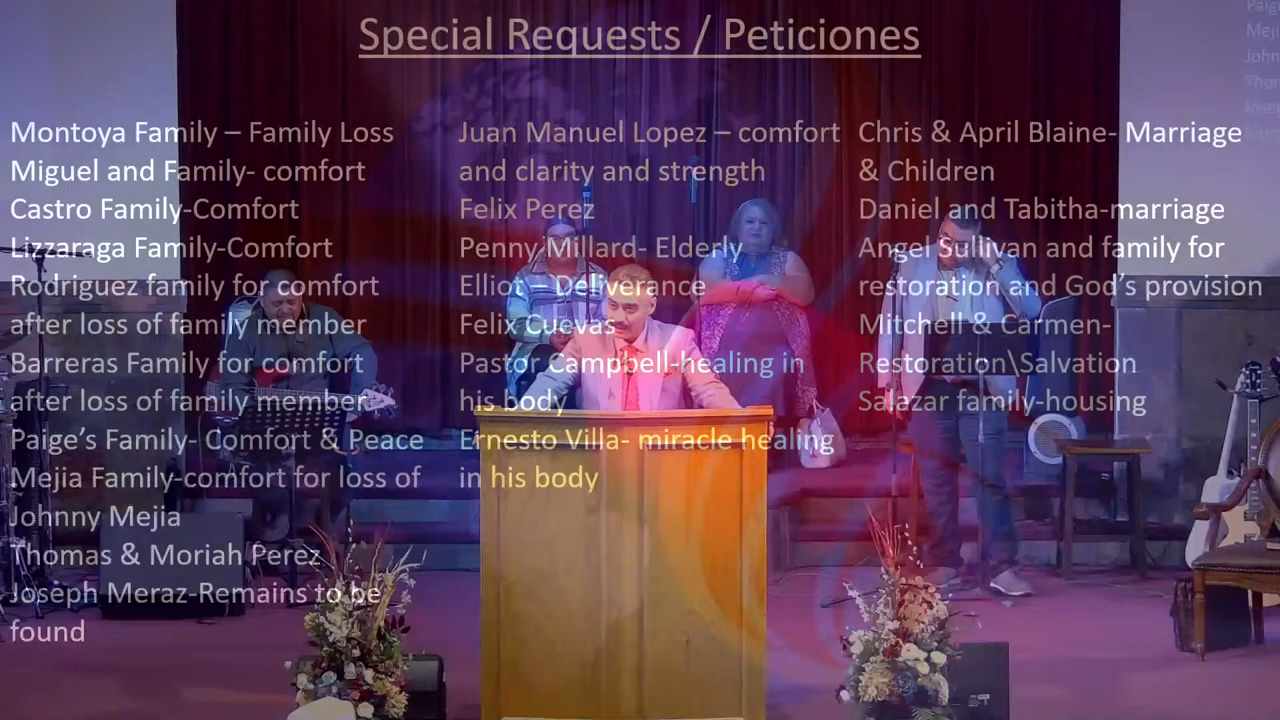 Special Requests / Peticiones
Montoya Family – Family Loss
Miguel and Family- comfort
Castro Family-Comfort
Lizzaraga Family-Comfort
Rodriguez family for comfort
after loss of family member
Barreras Family for comfort
after loss of family member
Paige’s Family- Comfort & Peace
Mejia Family-comfort for loss of
Johnny Mejia
Thomas & Moriah Perez
Joseph Meraz-Remains to be
found
Juan Manuel Lopez – comfort
and clarity and strength
Felix Perez
Penny Millard- Elderly
Elliot – Deliverance
Felix Cuevas
Pastor Campbell-healing in
his body
Ernesto Villa- miracle healing
in his body
Chris & April Blaine- Marriage
& Children
Daniel and Tabitha-marriage
Angel Sullivan and family for
restoration and God’s provision
Mitchell & Carmen-
Restoration\Salvation
Salazar family-housing